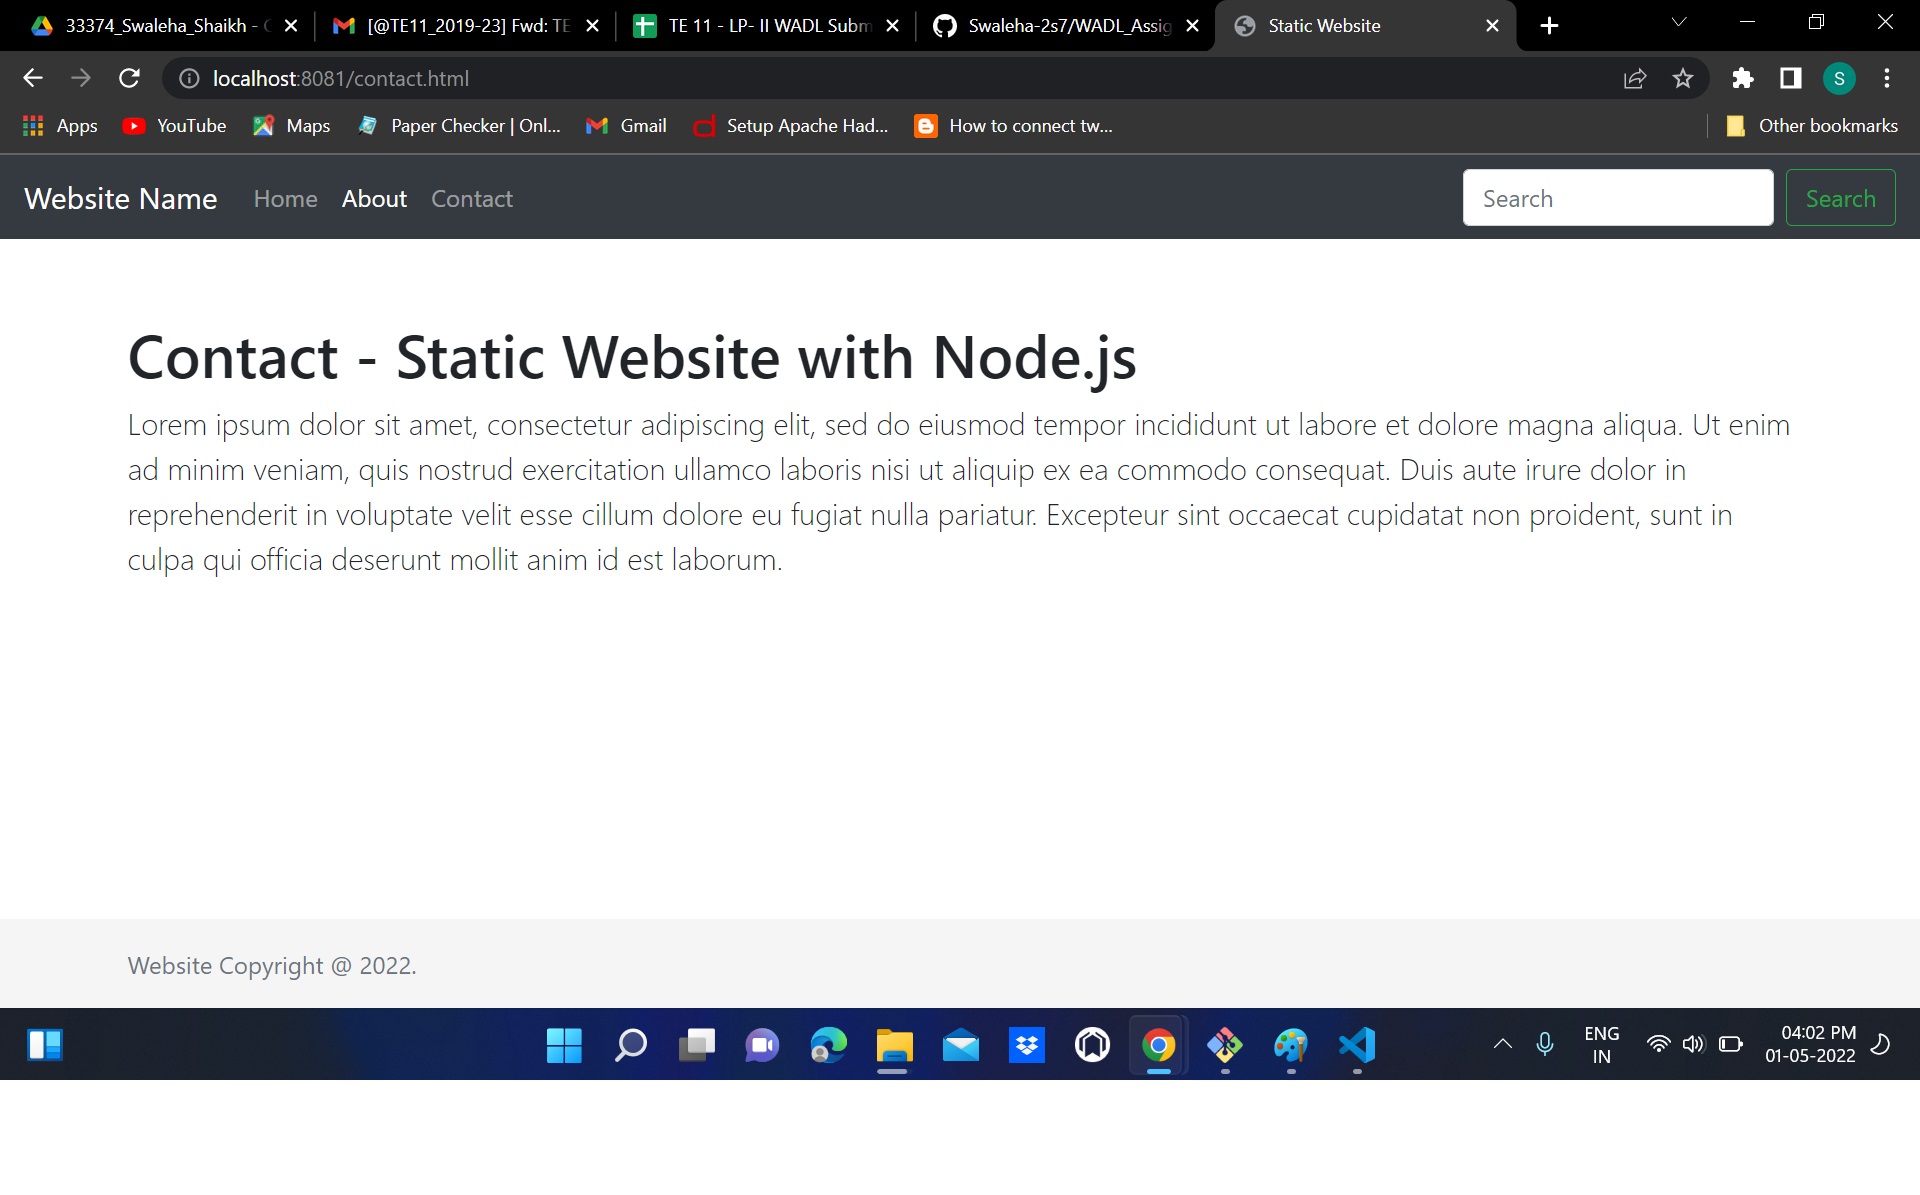 33374_Swaleha_Shaikh -
[@TE11_2019-23] Fwd: TE
TE 11 - LP- II WADL Subm
Swaleha-2s7/WADL_Assig
Static Website
localhost:8081/contact.html
S
Apps
YouTube
Maps
Paper Checker | Onl...
Gmail
Setup Apache Had...
How to connect tw...
Other bookmarks
Website Name
Home
About
Contact
Search
Search
Contact - Static Website with Node.js
Lorem ipsum dolor sit amet, consectetur adipiscing elit, sed do eiusmod tempor incididunt ut labore et dolore magna aliqua. Ut enim
ad minim veniam, quis nostrud exercitation ullamco laboris nisi ut aliquip ex ea commodo consequat. Duis aute irure dolor in
reprehenderit in voluptate velit esse cillum dolore eu fugiat nulla pariatur. Excepteur sint occaecat cupidatat non proident, sunt in
culpa qui officia deserunt mollit anim id est laborum.
Website Copyright @ 2022.
ENG
IN
04:02 PM
01-05-2022